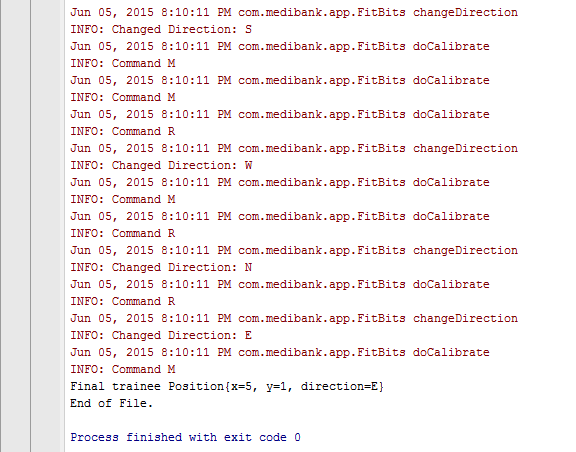 Jun 05, 2015 8:10:11 PM com.medibank.app.FitBits changeDirection
INFO: Changed Direction: S
Jun 05, 2015 8:10:11 PM com.medibank.app.FitBits doCalibrate
INFO: Command M
Jun 05, 2015 8:10:11 PM com.medibank.app.FitBits doCalibrate
INFO: Command M
Jun 05, 2015 8:10:11 PM com.medibank.app.FitBits doCalibrate
INFO: Command R
Jun 05, 2015 8:10:11 PM com.medibank.app.FitBits changeDirection
INFO: Changed Direction: W
Jun 05, 2015 8:10:11 PM com.medibank.app.FitBits doCalibrate
INFO: Command M
Jun 05, 2015 8:10:11 PM com.medibank.app.FitBits doCalibrate
INFO: Command R
Jun 05, 2015 8:10:11 PM com.medibank.app.FitBits changeDirection
INFO: Changed Direction: N
Jun 05, 2015 8:10:11 PM com.medibank.app.FitBits doCalibrate
INFO: Command R
Jun 05, 2015 8:10:11 PM com.medibank.app.FitBits changeDirection
INFO: Changed Direction: E
Jun 05, 2015 8:10:11 PM com.medibank.app.FitBits doCalibrate
INFO: Command M
Final trainee Position{x=5, y=1, direction=E}
End of File.
Process finished with exit code 0